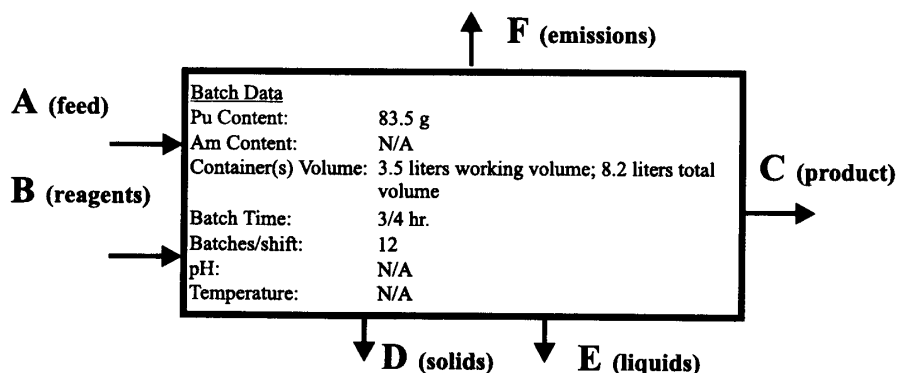 F (emissions)
A (feed)
B (reagents)
Batch Data
Pu Content: 83.5 g
Am Content: N/A
Container(s) Volume: 3.5 liters working volume; 8.2 liters total
volume
Batch Time: 3/4 hr.
Batches/shift: 12
pH: N/A
Temperature: N/A
C (product)
D (solids)
E (liquids)